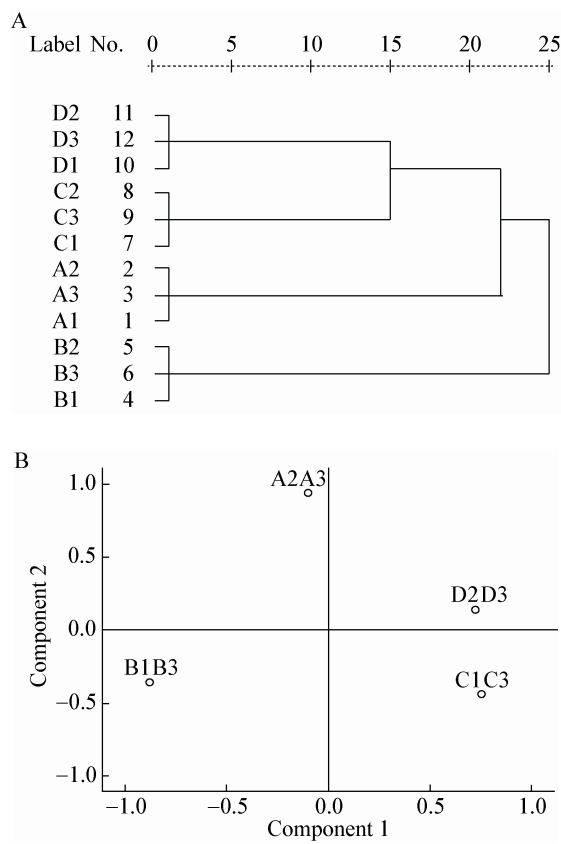 A
Label No. 0 5 10 15 20 25
D2 11
D3 12
D1 10
C2 8
C3 9
C1 7
A2 2
A3 3
A1 1
B2 5
B3 6
B1 4
B
1.0
0.5
0.0
−0.5
−1.0
Component 2
A2A3
D2D3
B1B3
C1C3
−1.0 −0.5 0.0 0.5 1.0
Component 1